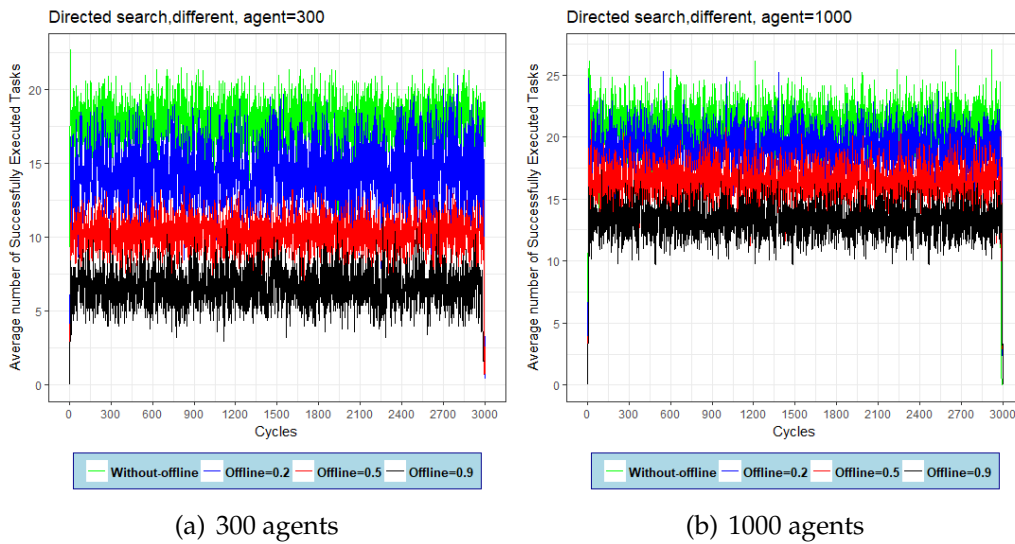 Directed search,different, agent=300
Average number of Successfully Executed Tasks
20
15
10
5
0
0 300 600 900 1200 1500 1800 2100 2400 2700 3000
Cycles
Without-offline Offline=0.2 Offline=0.5 Offline=0.9
(a) 300 agents
Directed search,different, agent=1000
Average number of Successfully Executed Tasks
25
20
15
10
5
0
0 300 600 900 1200 1500 1800 2100 2400 2700 3000
Cycles
Without-offline Offline=0.2 Offline=0.5 Offline=0.9
(b) 1000 agents